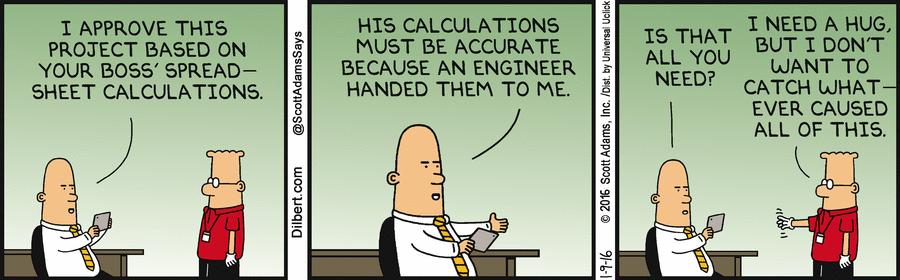 I APPROVE THIS
PROJECT BASED ON
YOUR BOSS' SPREAD—
SHEET CALCULATIONS.
Dilbert.com @ScottAdamsSays
HIS CALCULATIONS
MUST BE ACCURATE
BECAUSE AN ENGINEER
HANDED THEM TO ME.
1-9-16 © 2016 Scott Adams, Inc. /Dist. by Universal Uclick
IS THAT
ALL YOU
NEED?
I NEED A HUG,
BUT I DON'T
WANT TO
CATCH WHAT—
EVER CAUSED
ALL OF THIS.